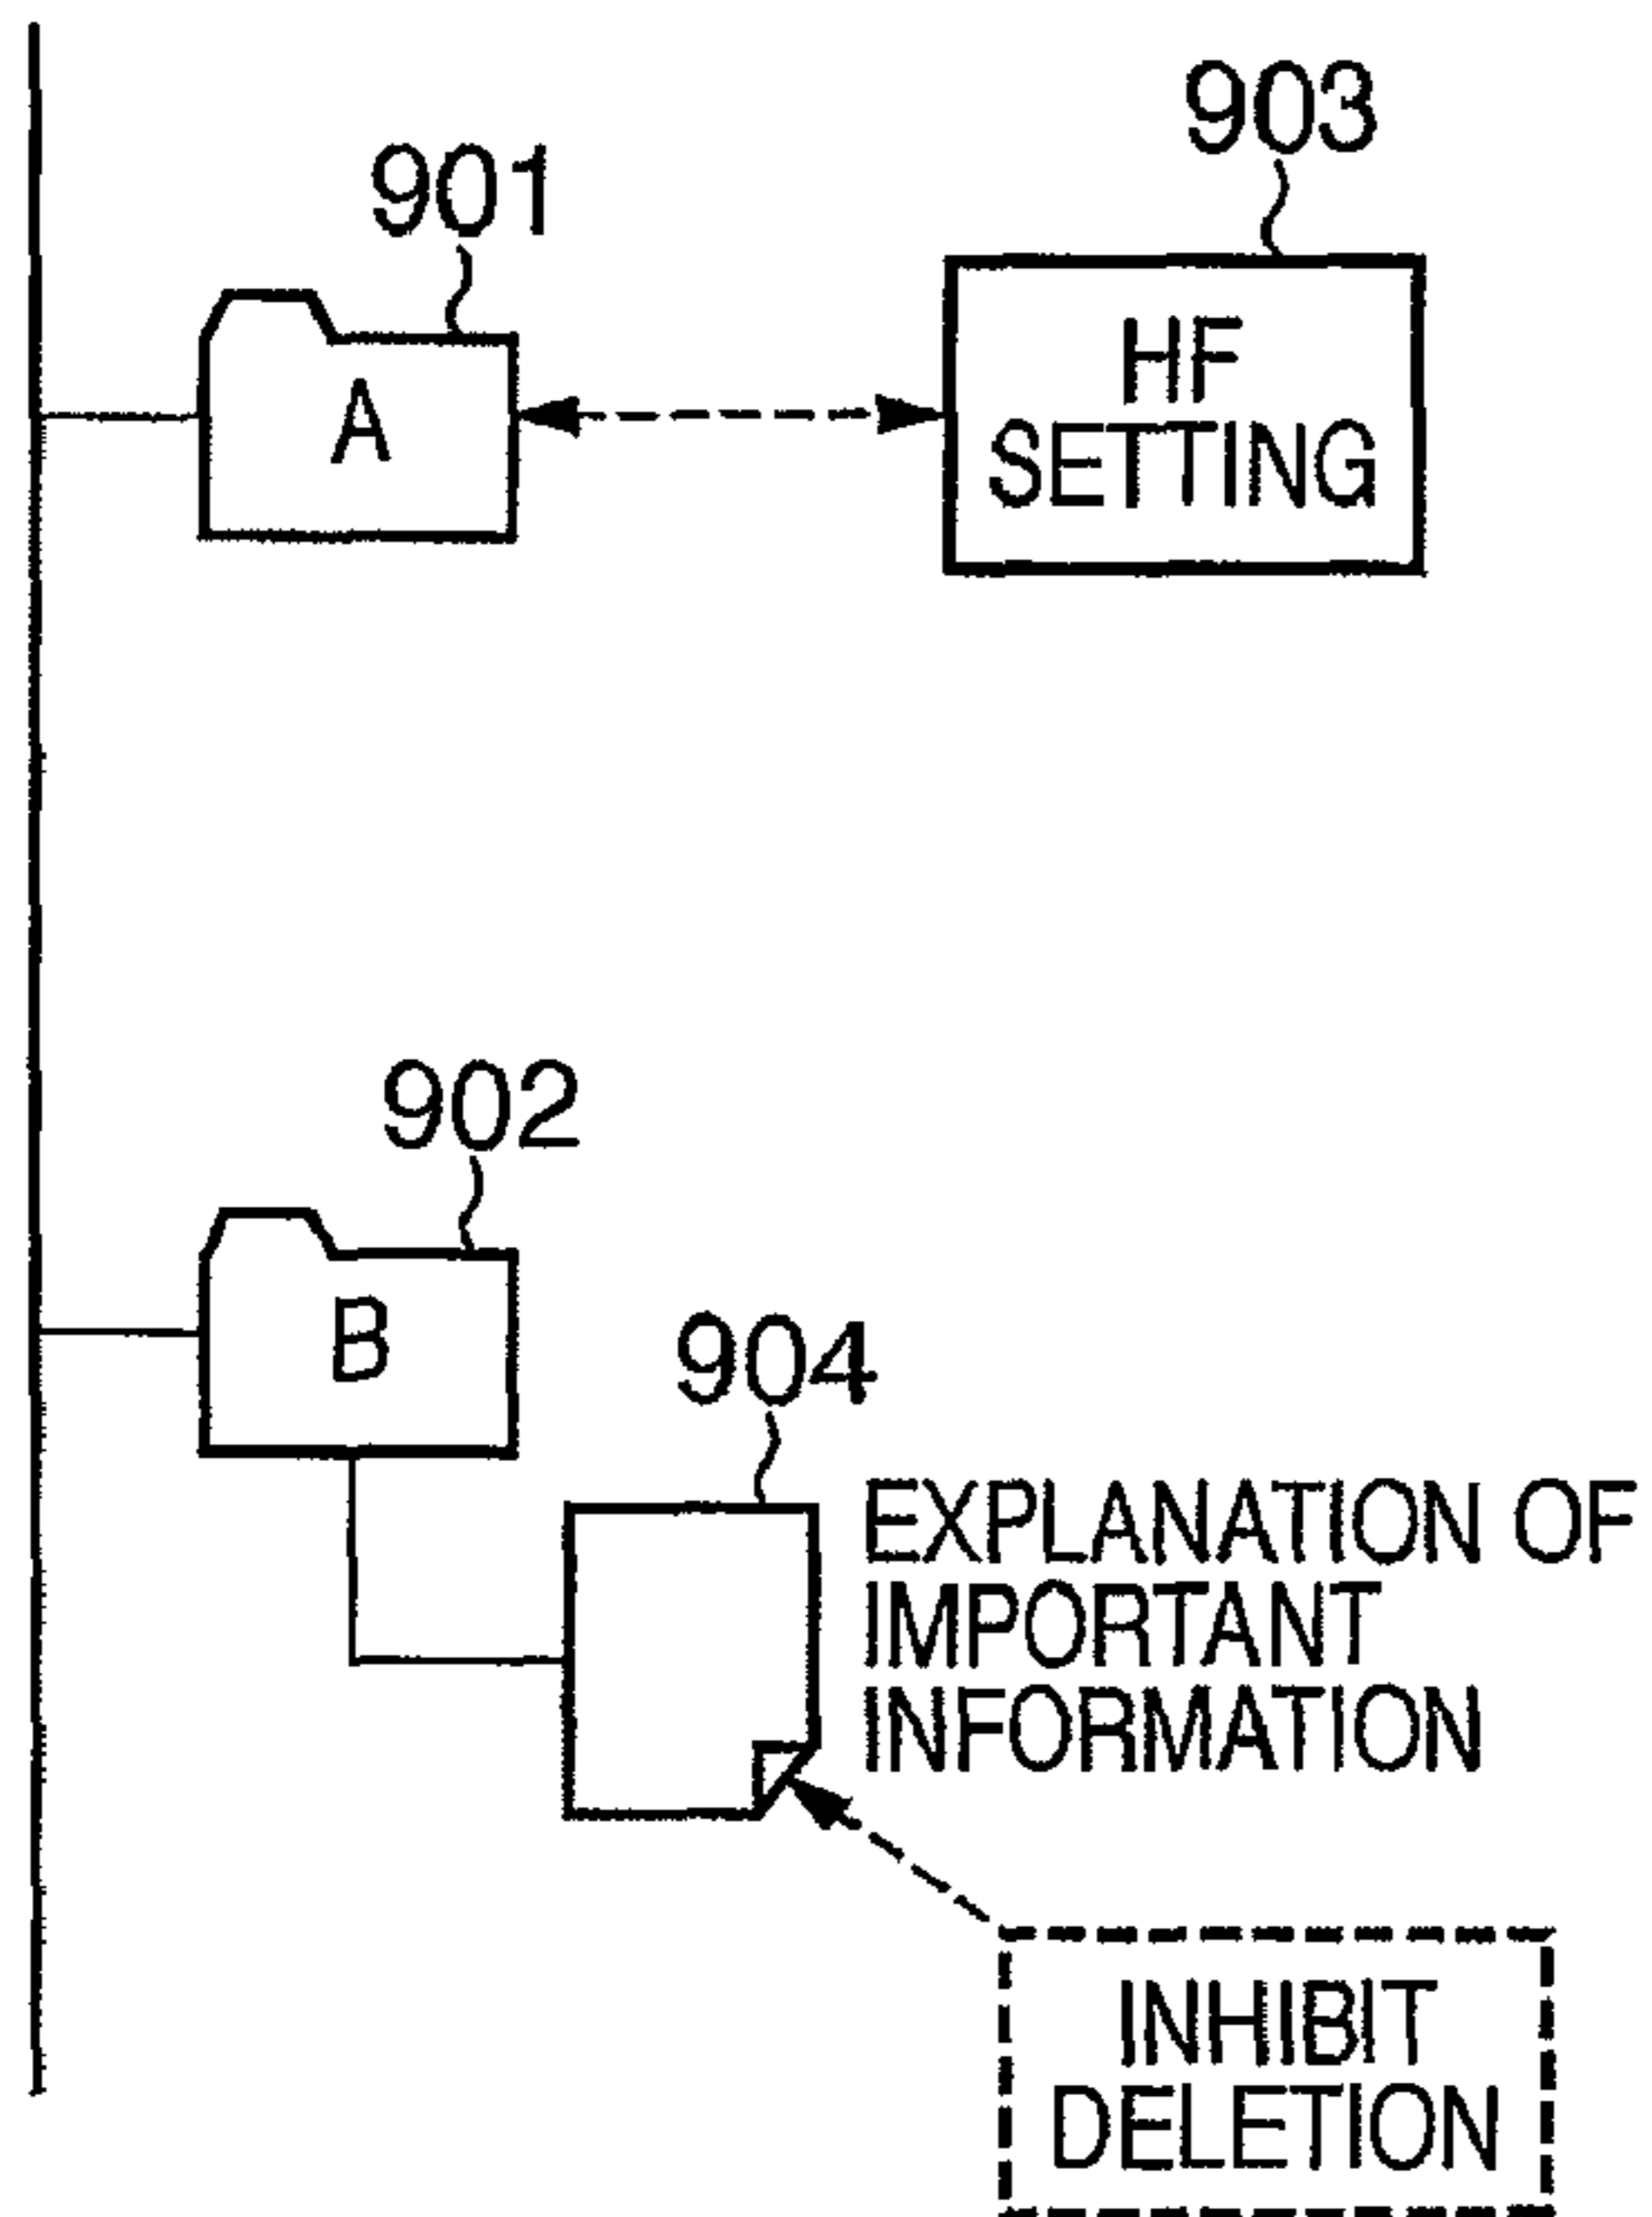 903
901
HF
SETTING
A
902
B
904
EXPLANATION OF
IMPORTANT
INFORMATION
INHIBIT
DELETION